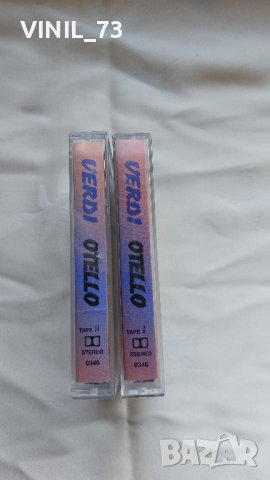 VINIL_73
VERDI OTELLO
TAPE II
STEREO
0346
VERDI OTELLO
TAPE I
STEREO
0346
BAZAR